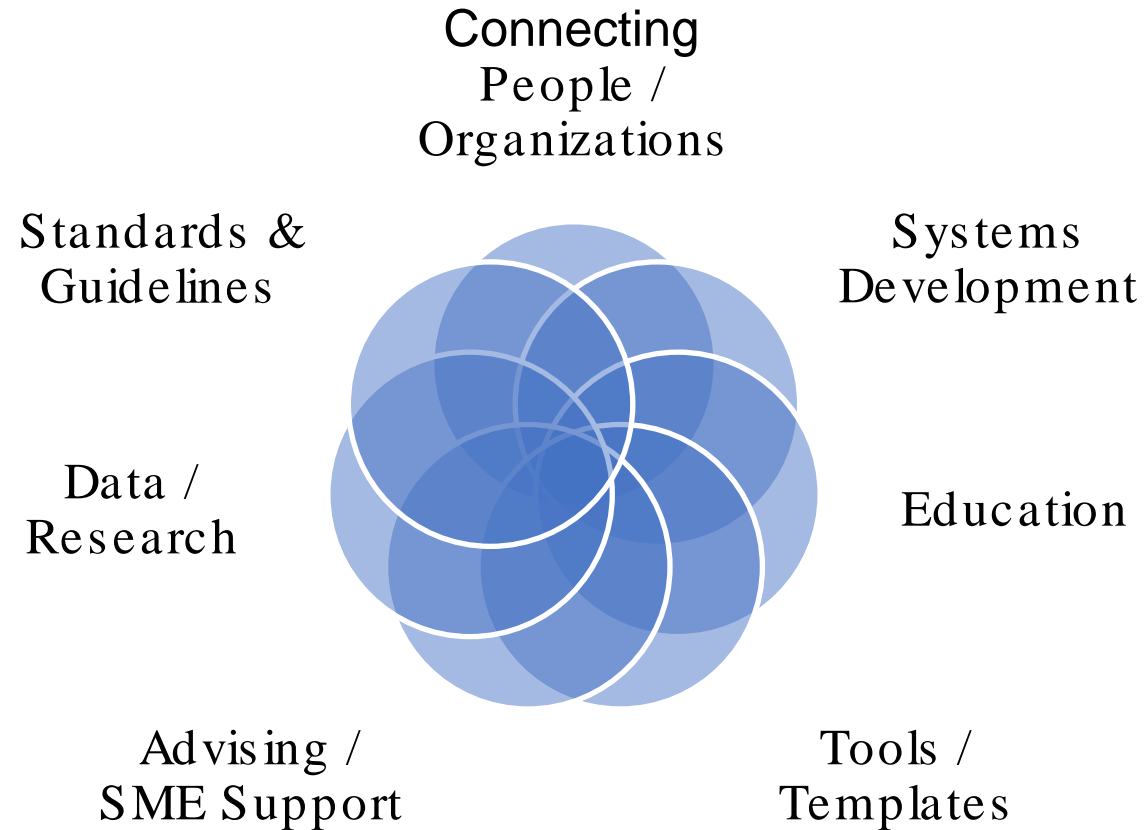 Connecting
People /
Organizations
Standards &
Guidelines
Systems
Development
Data /
Research
Education
Advising /
SME Support
Tools /
Templates